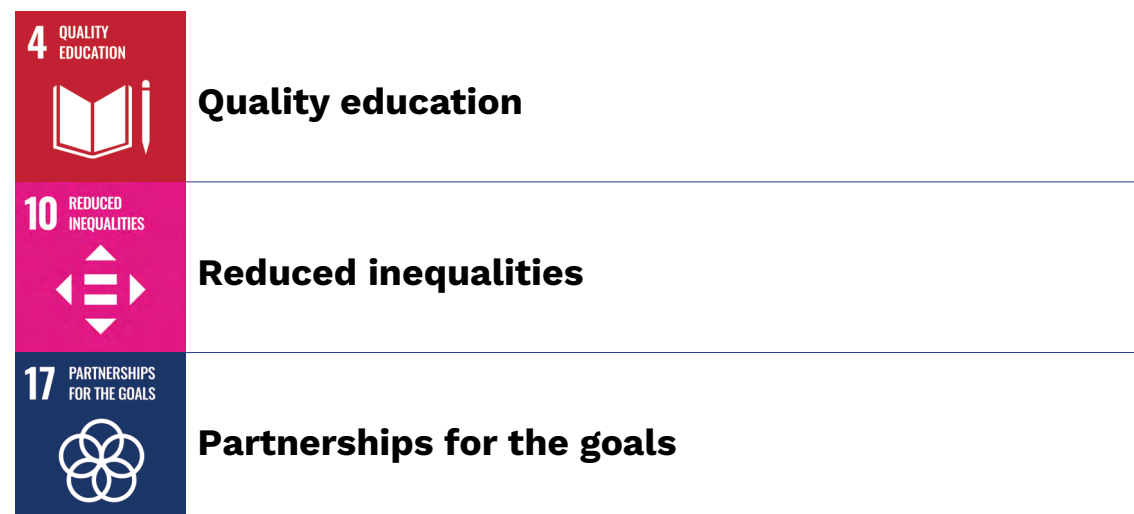 4 QUALITY
EDUCATION
Quality education
10 REDUCED
INEQUALITIES
Reduced inequalities
17 PARTNERSHIPS
FOR THE GOALS
Partnerships for the goals